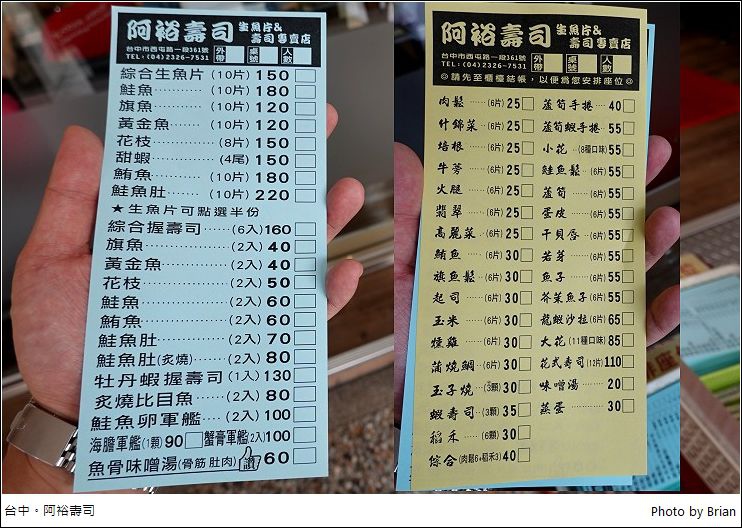 阿裕壽司 生魚片&
壽司專賣店
台中市西屯路一段361號
TEL:(04)2326-7531
外帶 桌號 人數
綜合生魚片 (10片) 150
鮭魚 (10片) 180
旗魚 (10片) 120
黃金魚 (10片) 120
花枝 (8片) 150
甜蝦 (4尾) 150
鮪魚 (10片) 180
鮭魚肚 (10片) 220
★生魚片可點選半份
綜合握壽司 (6入) 160
旗魚 (2入) 40
黃金魚 (2入) 40
花枝 (2入) 50
鮭魚 (2入) 60
鮪魚 (2入) 60
鮭魚肚 (2入) 70
鮭魚肚(炙燒) (2入) 80
牡丹蝦握壽司 (1入) 130
炙燒比目魚 (2入) 80
鮭魚卵軍艦 (2入) 100
海膽軍艦(1顆) 90 蟹膏軍艦(2入) 100
魚骨味噌湯(骨筋肚肉) 讚 60
阿裕壽司 生魚片&
壽司專賣店
台中市西屯路一段361號
TEL:(04)2326-7531
外帶 桌號 人數
◎請先至櫃檯結帳,以便為您安排座位◎
肉鬆 (6片) 25 蘆筍手捲 40
什錦菜 (6片) 25 蘆筍蝦手捲 55
培根 (6片) 25 小花 (8種口味) 55
牛蒡 (6片) 25 鮭魚鬆 (6片) 55
火腿 (6片) 25 蘆筍 (6片) 55
翡翠 (6片) 25 蛋皮 (6片) 55
高麗菜 (6片) 25 干貝唇 (6片) 55
鮪魚 (6片) 30 若芽 (6片) 55
旗魚鬆 (6片) 30 魚子 (6片) 55
起司 (6片) 30 芥茉魚子 (6片) 55
玉米 (6片) 30 龍蝦沙拉 (6片) 65
燻雞 (6片) 30 大花 (11種口味) 85
蒲燒鯛 (6片) 30 花式壽司 (12片) 110
玉子燒 (3顆) 30 味噌湯 20
蝦壽司 (3顆) 35 蒸蛋 30
稻禾 (6顆) 30
綜合 (肉鬆6+稻禾3) 40
台中。阿裕壽司
Photo by Brian